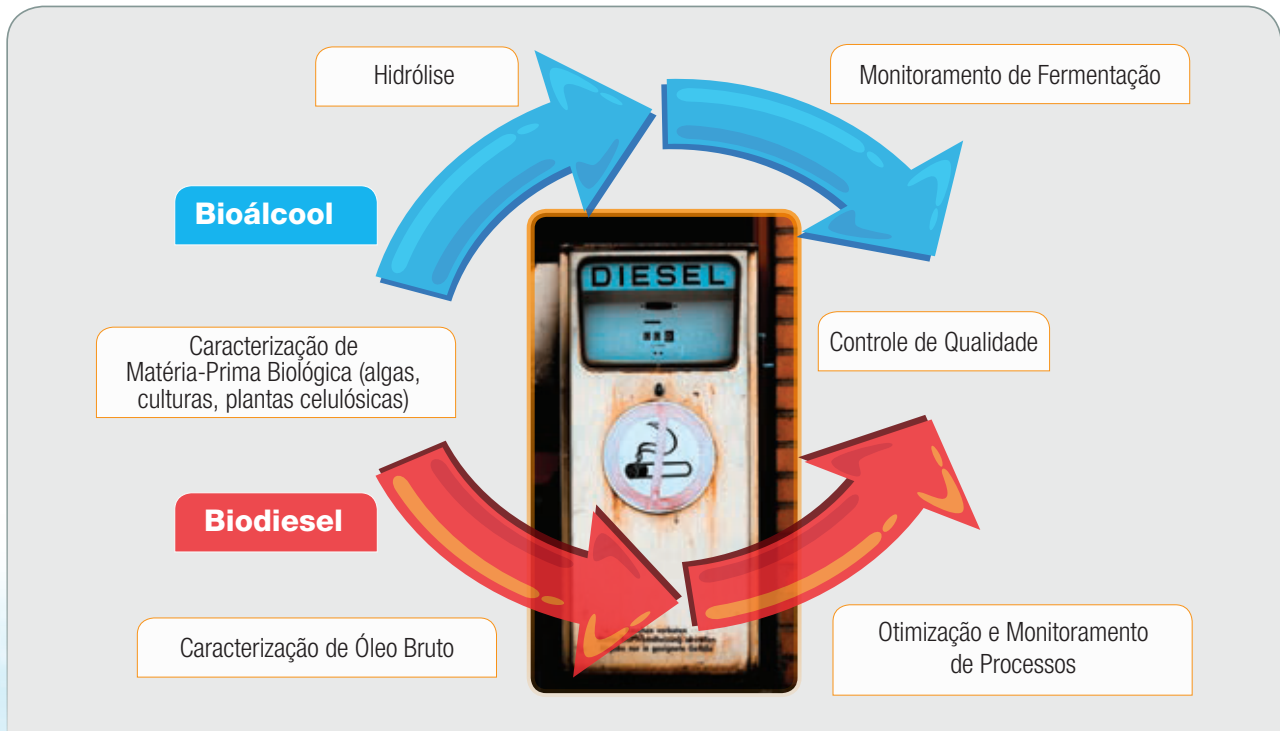 Hidrólise
Monitoramento de Fermentação
Bioálcool
DIESEL
Caracterização de
Matéria-Prima Biológica (algas,
culturas, plantas celulósicas)
Controle de Qualidade
Biodiesel
Caracterização de Óleo Bruto
Otimização e Monitoramento
de Processos